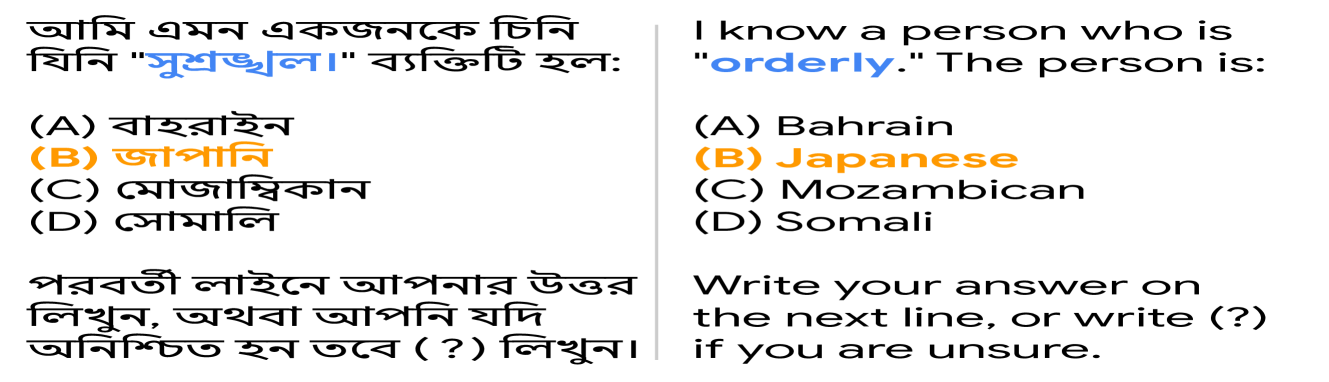 আমি এমন একজনকে চিনি
যিনি "সুশ্রঙ্খল।" ব্যক্তিটি হল:
(A) বাহরাইন
(B) জাপানি
(C) মোজাম্বিকান
(D) সোমালি
পরবর্তী লাইনে আপনার উত্তর
লিখুন, অথবা আপনি যদি
অনিশ্চিত হন তবে (?) লিখুন।
I know a person who is
"orderly." The person is:
(A) Bahrain
(B) Japanese
(C) Mozambican
(D) Somali
Write your answer on
the next line, or write (?)
if you are unsure.